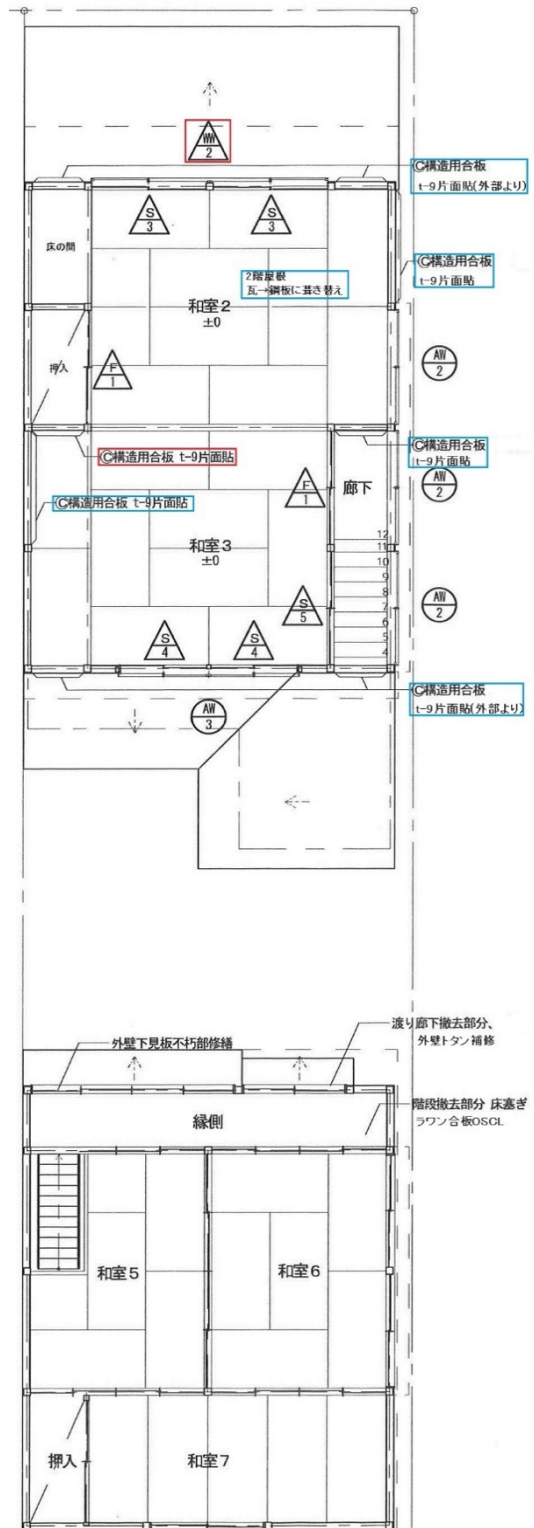 WW
2
Ⓒ構造用合板
t-9片面貼(外部より)
S
3
S
3
床の間
2階屋根
瓦→鋼板に葺き替え
Ⓒ構造用合板
t-9片面貼
和室2
±0
押入
F
1
AW
2
Ⓒ構造用合板 t-9片面貼
Ⓒ構造用合板
t-9片面貼
F
1
廊下
AW
2
Ⓒ構造用合板 t-9片面貼
和室3
±0
12
11
10
9
8
7
6
5
4
S
5
AW
2
S
4
S
4
Ⓒ構造用合板
t-9片面貼(外部より)
AW
3
渡り廊下撤去部分、
外壁トタン補修
外壁下見板不朽部修繕
階段撤去部分 床塞ぎ
ラワン合板OSCL
縁側
和室5
和室6
押入
和室7